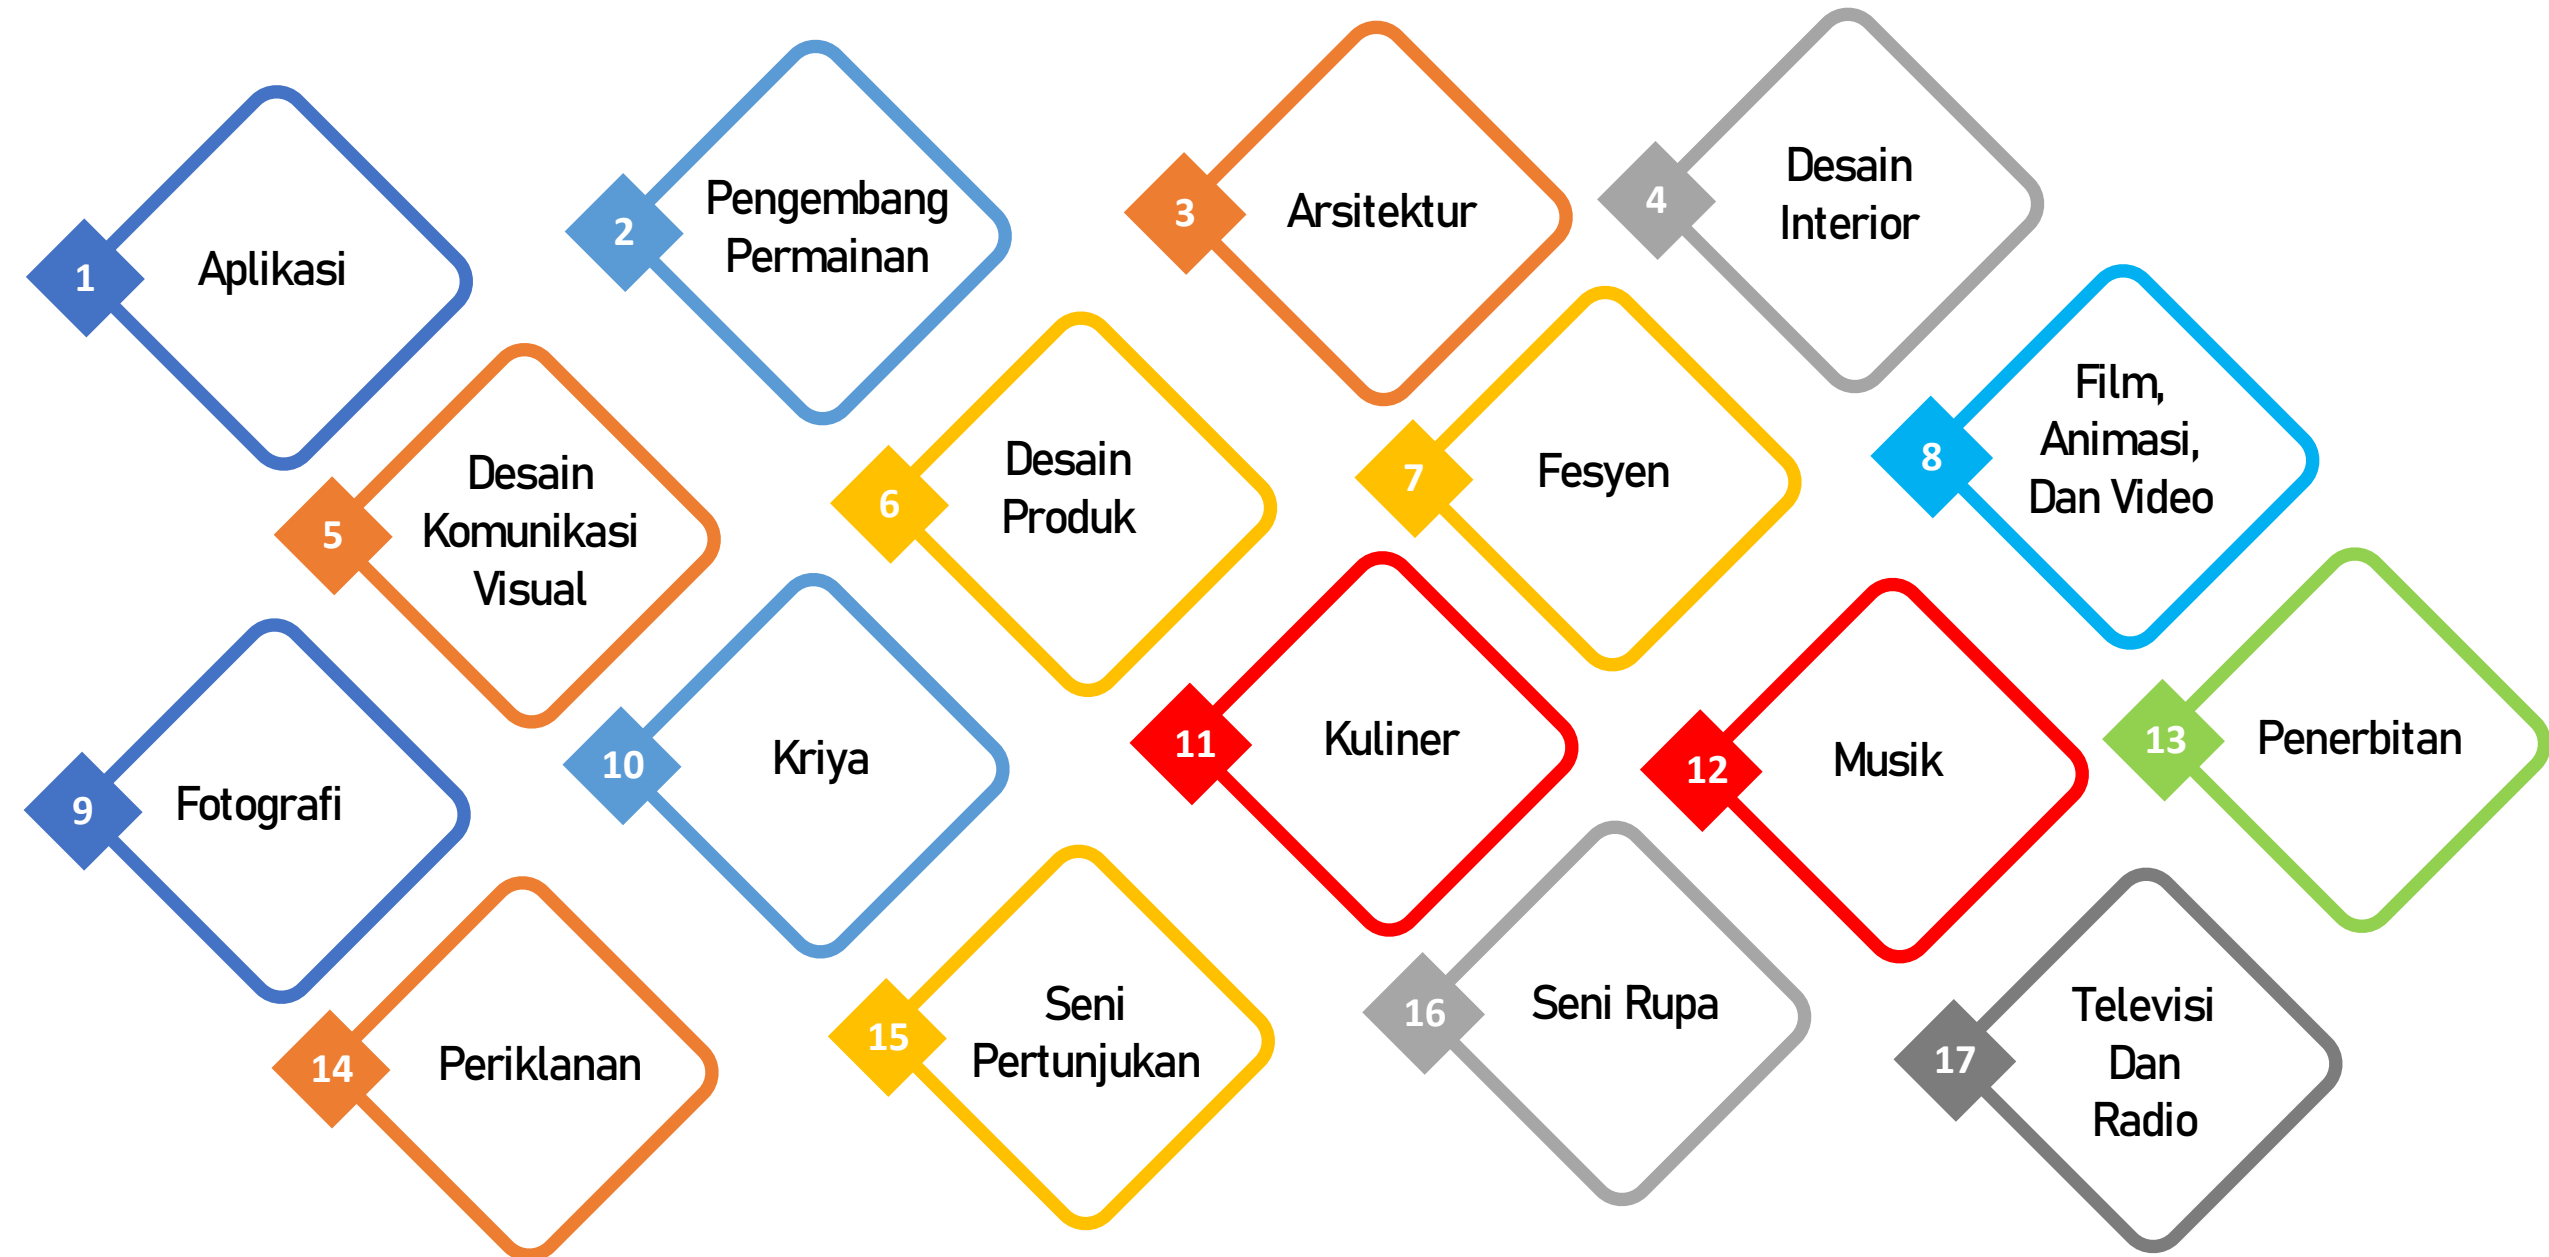 1
Aplikasi
2
Pengembang
Permainan
3
Arsitektur
4
Desain
Interior
5
Desain
Komunikasi
Visual
6
Desain
Produk
7
Fesyen
8
Film,
Animasi,
Dan Video
9
Fotografi
10
Kriya
11
Kuliner
12
Musik
13
Penerbitan
14
Periklanan
15
Seni
Pertunjukan
16
Seni Rupa
17
Televisi
Dan
Radio